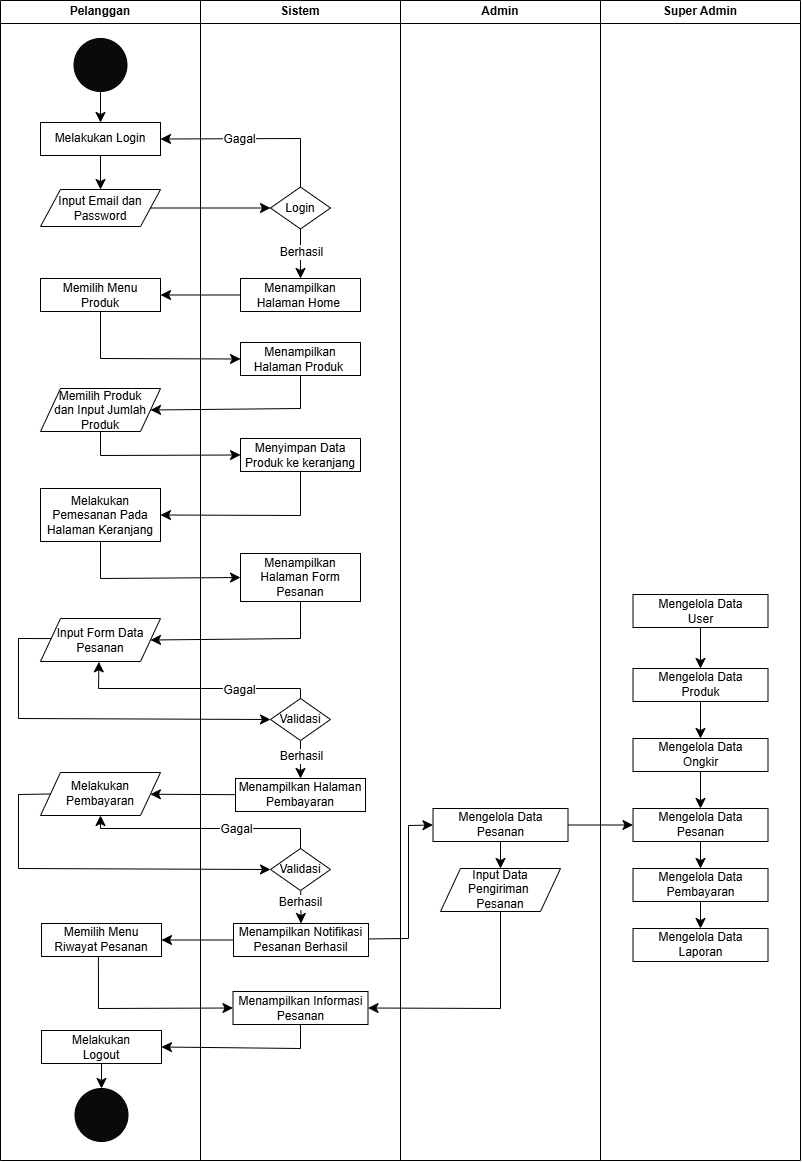 Pelanggan
Sistem
Admin
Super Admin
Melakukan Login
Gagal
Input Email dan
Password
Login
Berhasil
Memilih Menu
Produk
Menampilkan
Halaman Home
Menampilkan
Halaman Produk
Memilih Produk
dan Input Jumlah
Produk
Menyimpan Data
Produk ke keranjang
Melakukan
Pemesanan Pada
Halaman Keranjang
Menampilkan
Halaman Form
Pesanan
Mengelola Data
User
Input Form Data
Pesanan
Mengelola Data
Produk
Gagal
Validasi
Berhasil
Mengelola Data
Ongkir
Melakukan
Pembayaran
Menampilkan Halaman
Pembayaran
Mengelola Data
Pesanan
Mengelola Data
Pesanan
Gagal
Validasi
Berhasil
Input Data
Pengiriman
Pesanan
Mengelola Data
Pembayaran
Memilih Menu
Riwayat Pesanan
Menampilkan Notifikasi
Pesanan Berhasil
Mengelola Data
Laporan
Menampilkan Informasi
Pesanan
Melakukan
Logout